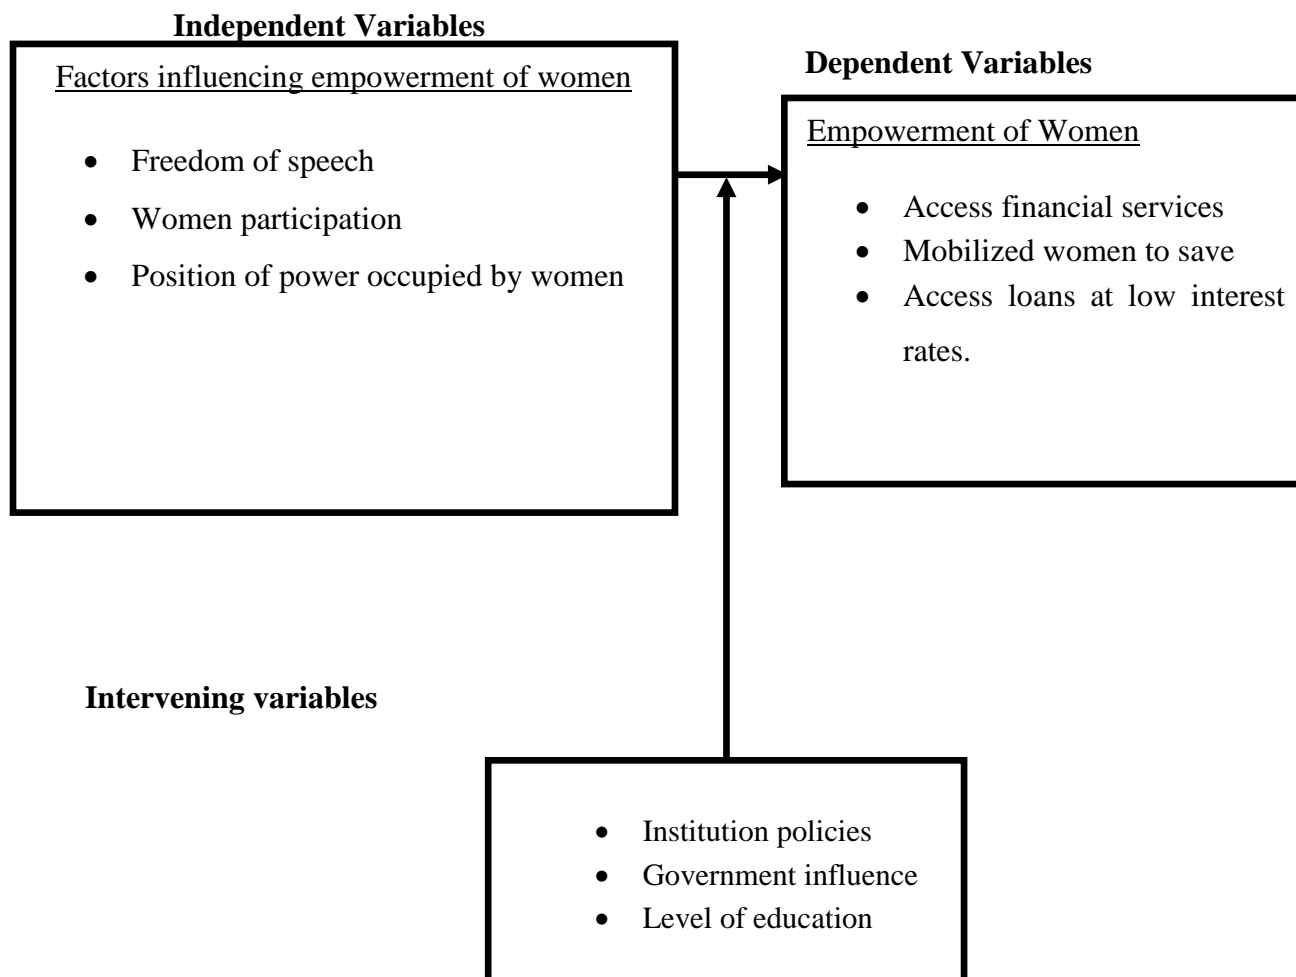 Independent Variables
Factors influencing empowerment of women
• Freedom of speech
• Women participation
• Position of power occupied by women
Dependent Variables
Empowerment of Women
• Access financial services
• Mobilized women to save
• Access loans at low interest
rates.
Intervening variables
• Institution policies
• Government influence
• Level of education